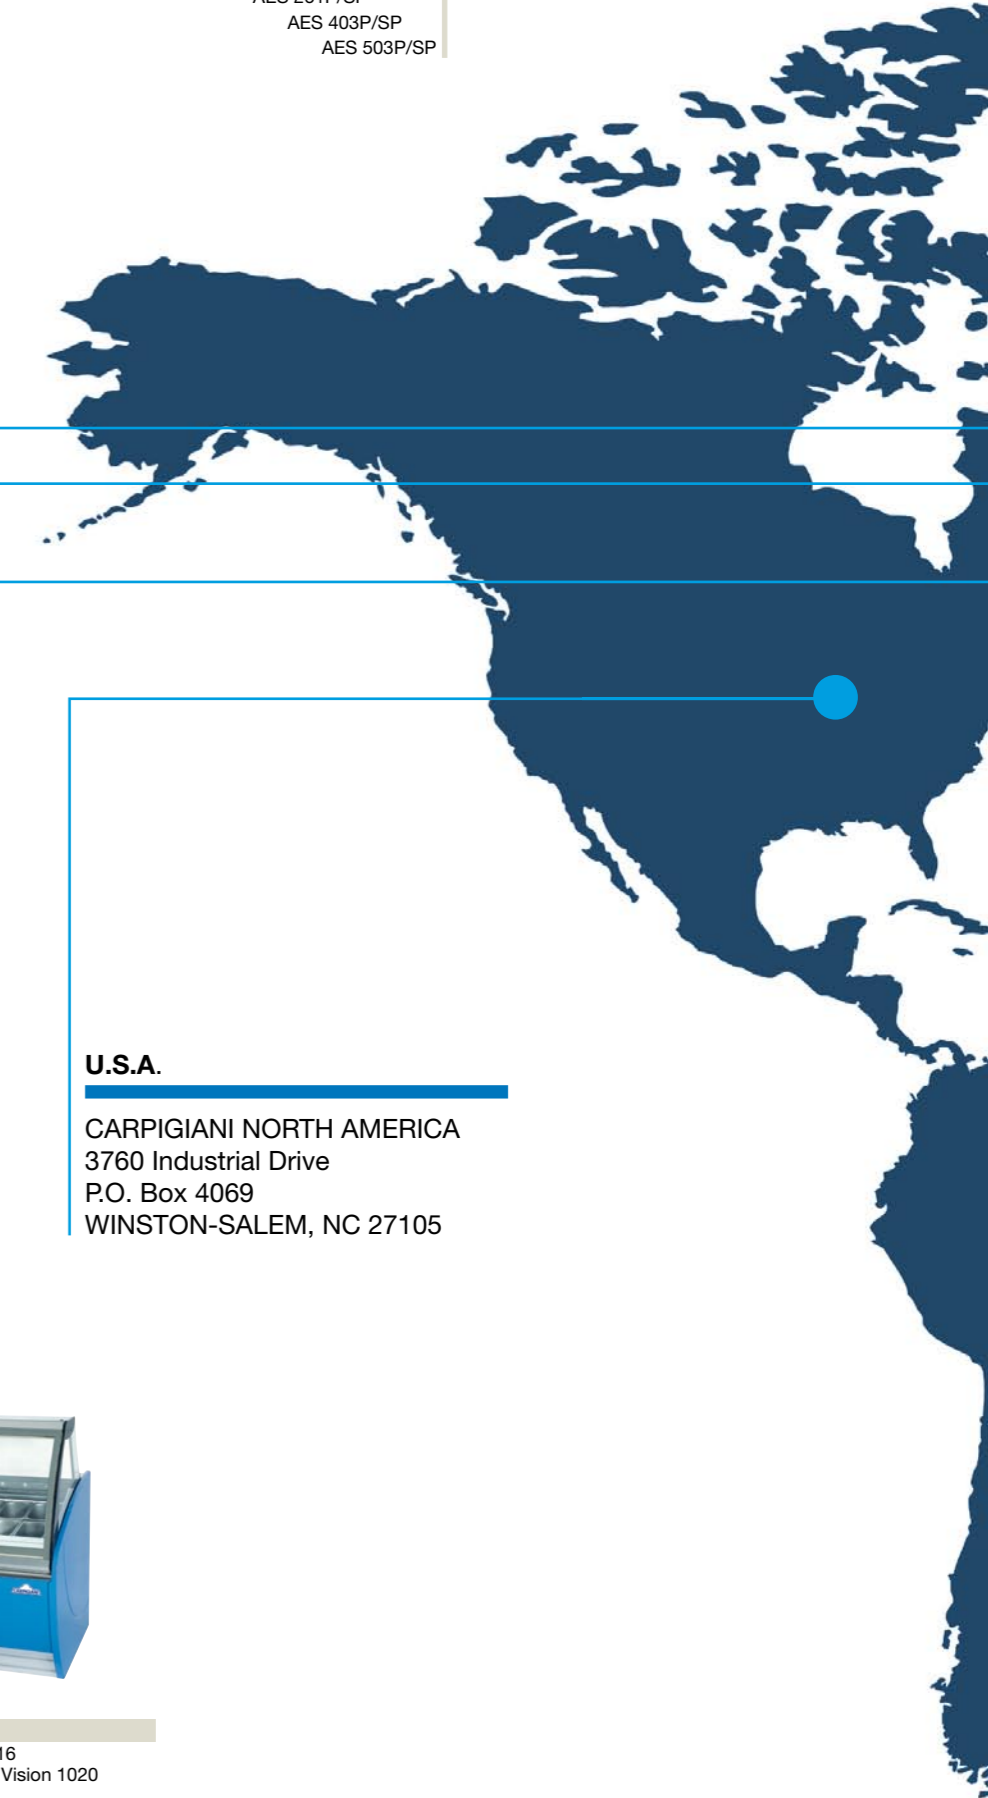 AES 403P/SP
AES 503P/SP
U.S.A.
CARPIGIANI NORTH AMERICA
3760 Industrial Drive
P.O. Box 4069
WINSTON-SALEM, NC 27105
16
Vision 1020